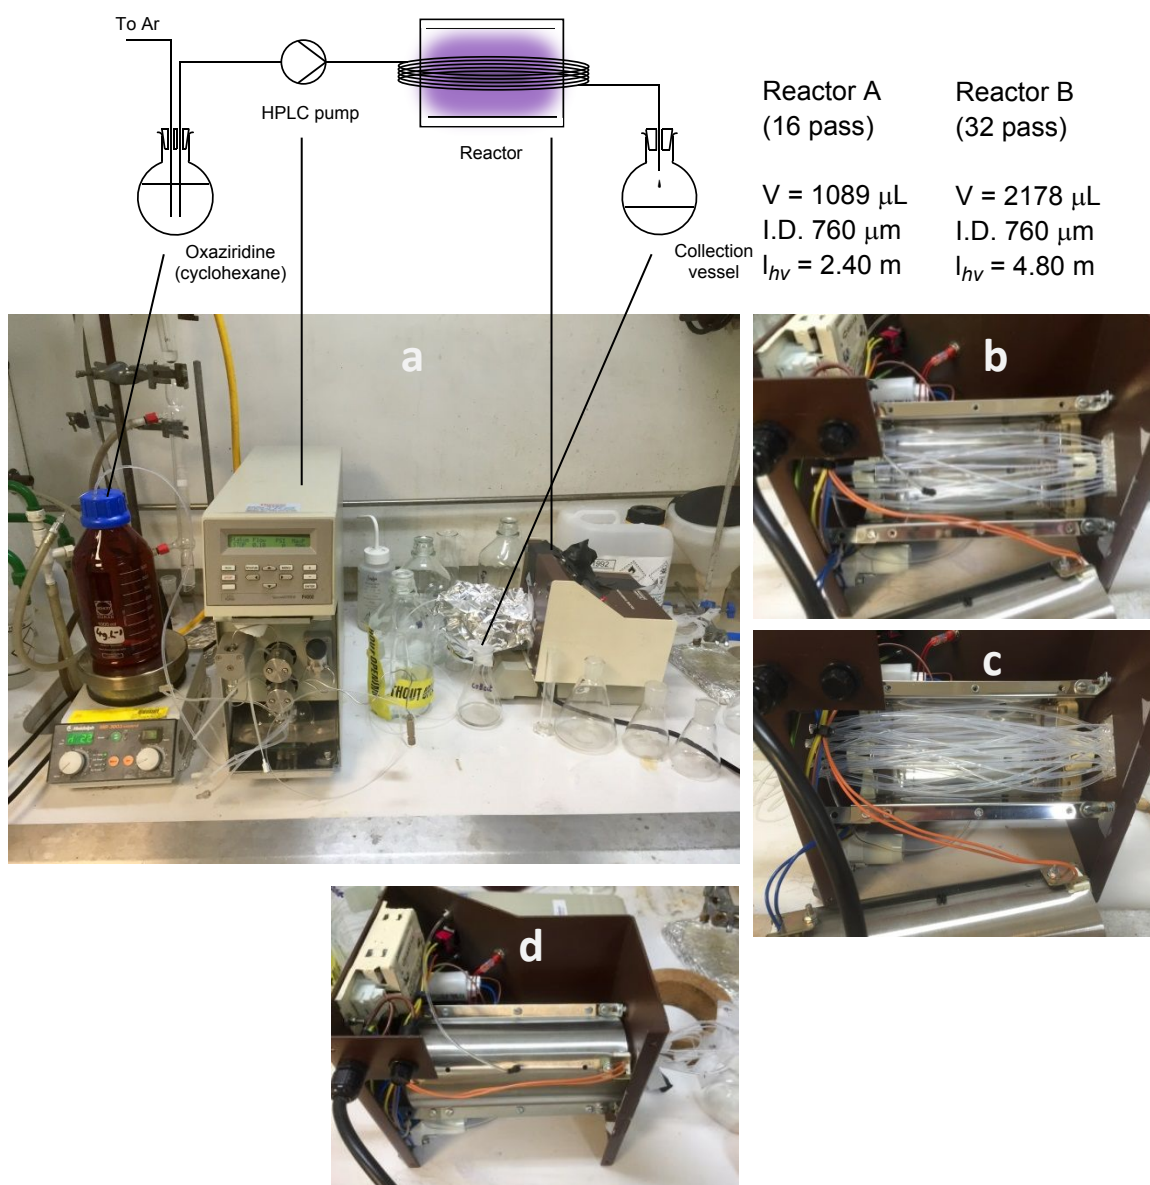 To Ar
HPLC pump
Reactor
Oxaziridine
(cyclohexane)
Collection
vessel
Reactor A
(16 pass)
V = 1089 μL
I.D. 760 μm
l_hv = 2.40 m
Reactor B
(32 pass)
V = 2178 μL
I.D. 760 μm
l_hv = 4.80 m
a
b
c
d